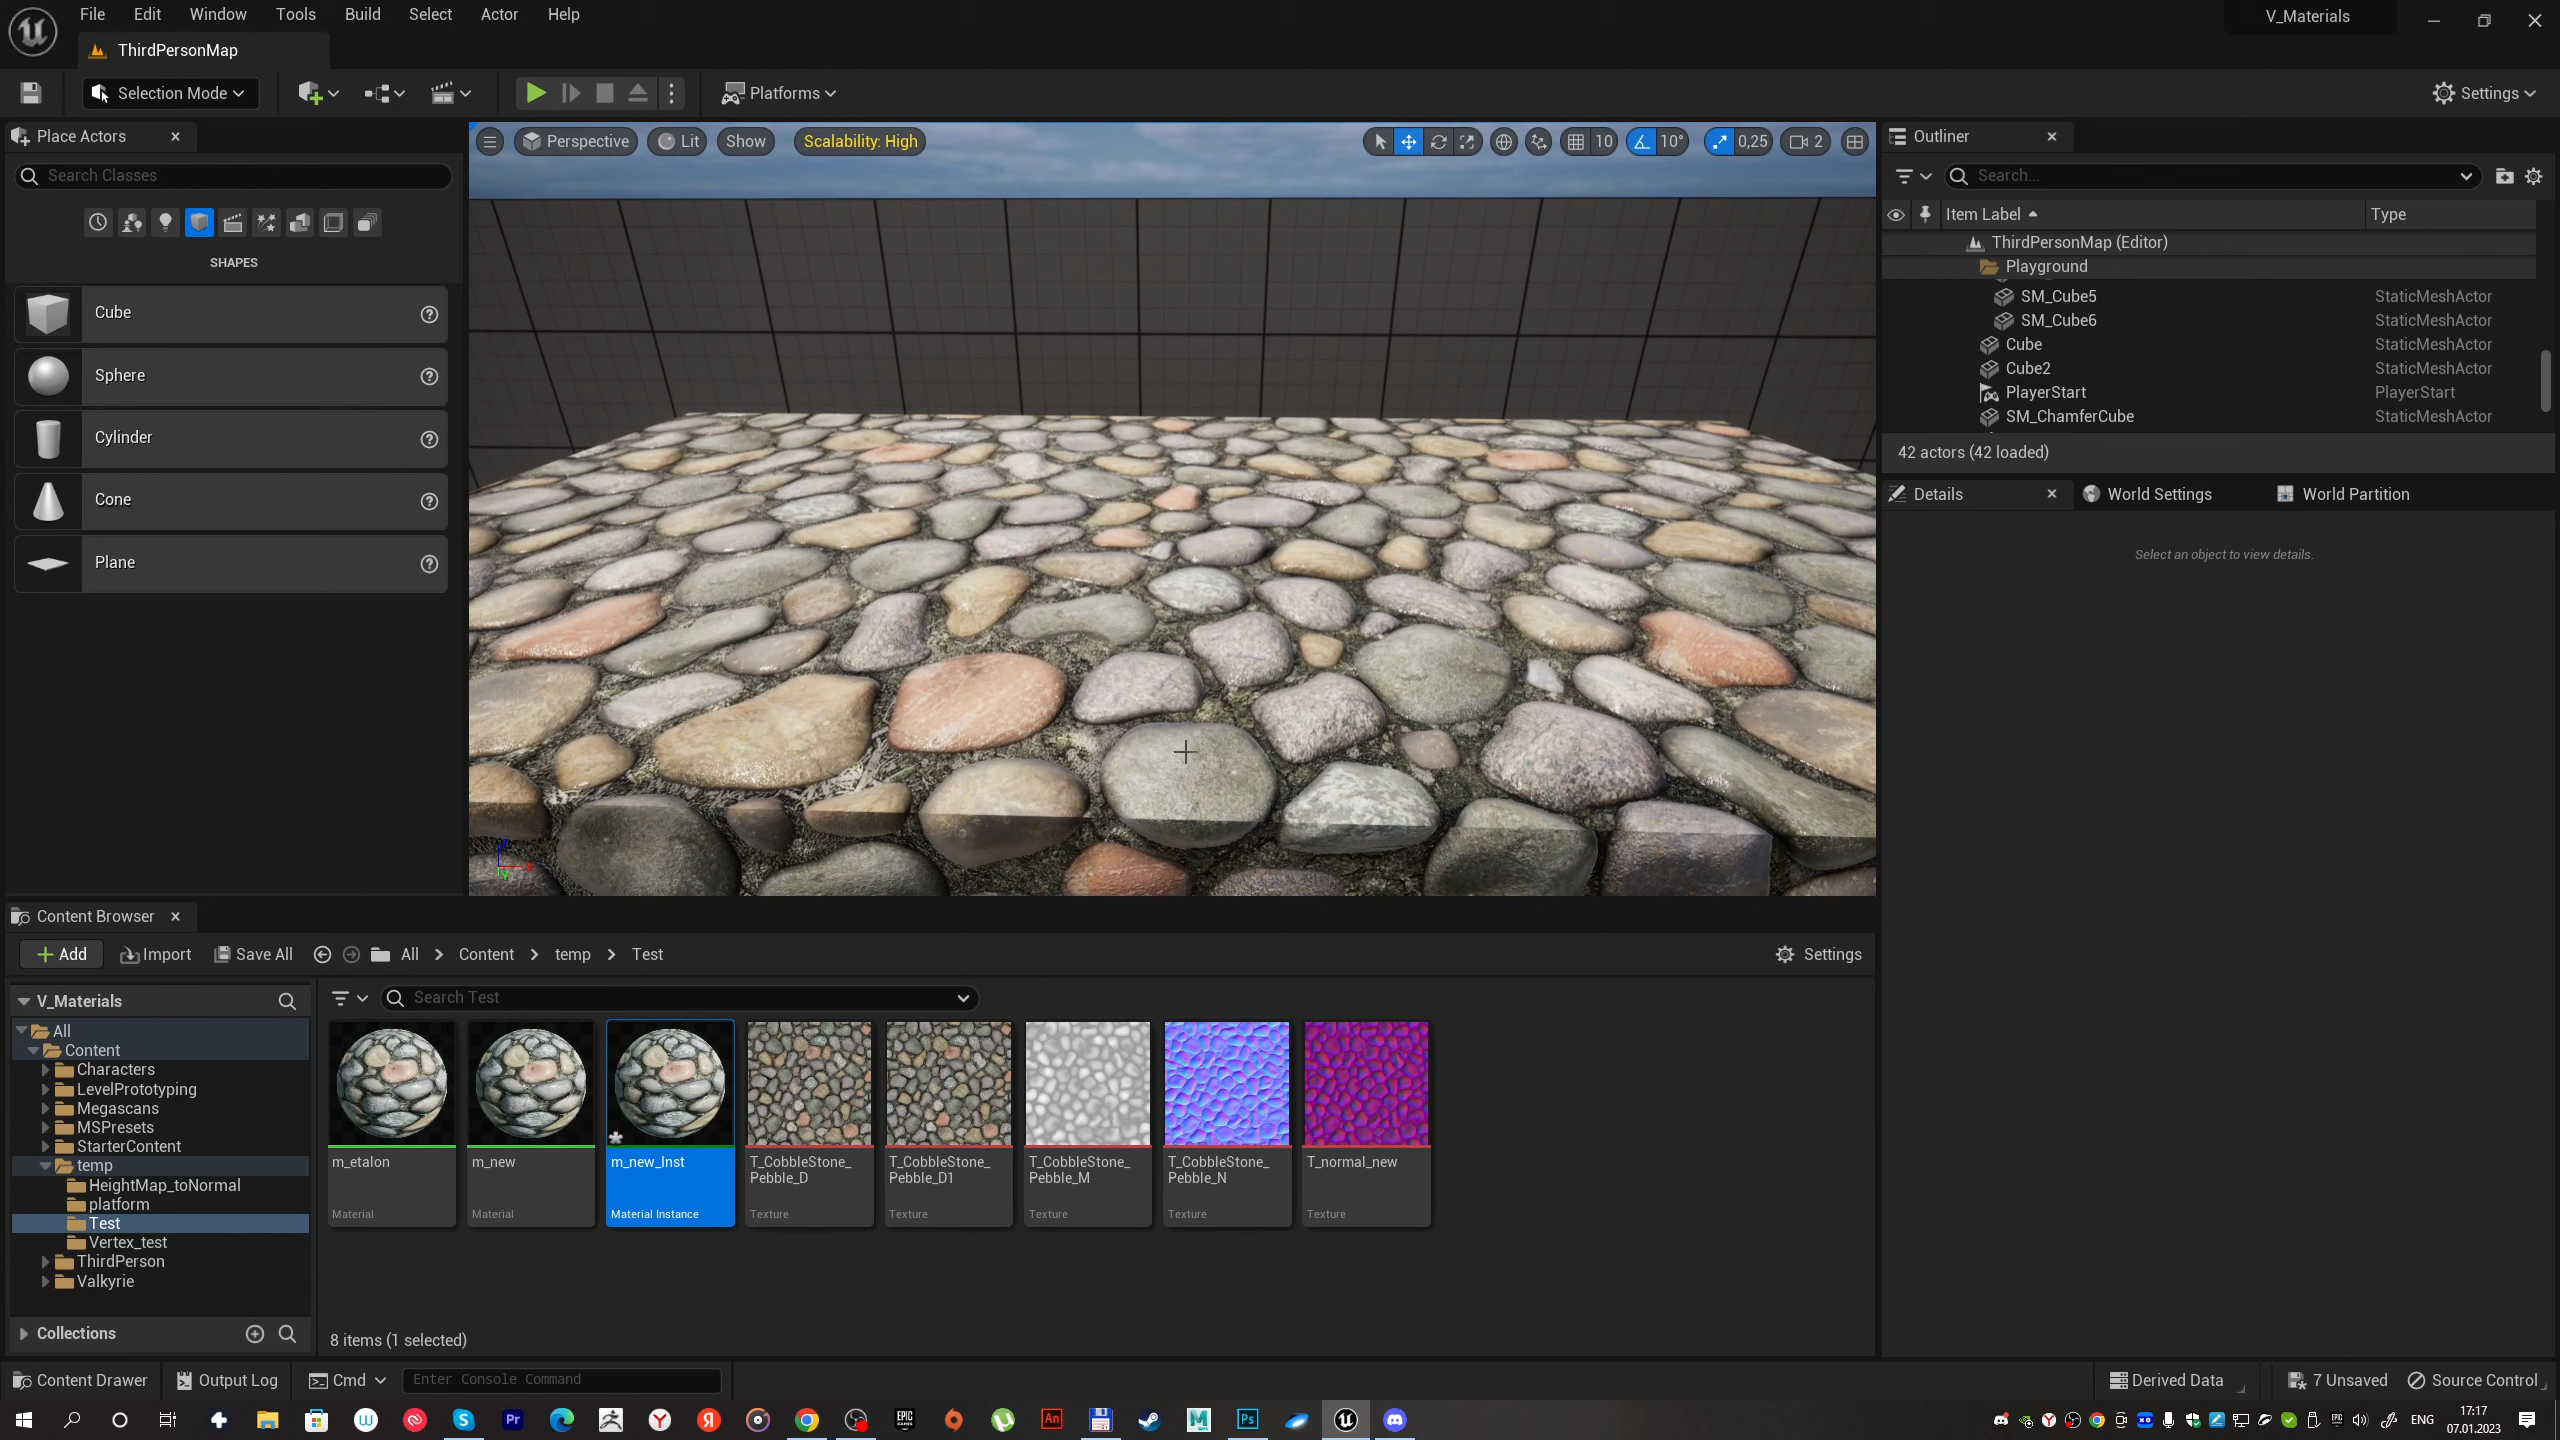 File Edit Window Tools Build Select Actor Help
V_Materials
ThirdPersonMap
Selection Mode
Platforms
Settings
Place Actors
Search Classes
SHAPES
Cube
Sphere
Cylinder
Cone
Plane
Perspective Lit Show Scalability: High 10 10° 0,25 2
Outliner
Search...
Item Label Type
ThirdPersonMap (Editor)
Playground
SM_Cube5 StaticMeshActor
SM_Cube6 StaticMeshActor
Cube StaticMeshActor
Cube2 StaticMeshActor
PlayerStart PlayerStart
SM_ChamferCube StaticMeshActor
42 actors (42 loaded)
Details World Settings World Partition
Select an object to view details.
Content Browser
Add Import Save All All Content temp Test Settings
V_Materials
Search Test
All
Content
Characters
LevelPrototyping
Megascans
MSPresets
StarterContent
temp
HeightMap_toNormal
platform
Test
Vertex_test
ThirdPerson
Valkyrie
Collections
m_etalon
Material
m_new
Material
m_new_Inst
Material Instance
T_CobbleStone_
Pebble_D
Texture
T_CobbleStone_
Pebble_D1
Texture
T_CobbleStone_
Pebble_M
Texture
T_CobbleStone_
Pebble_N
Texture
T_normal_new
Texture
8 items (1 selected)
Content Drawer Output Log Cmd Enter Console Command Derived Data 7 Unsaved Source Control
ENG
17:17
07.01.2023